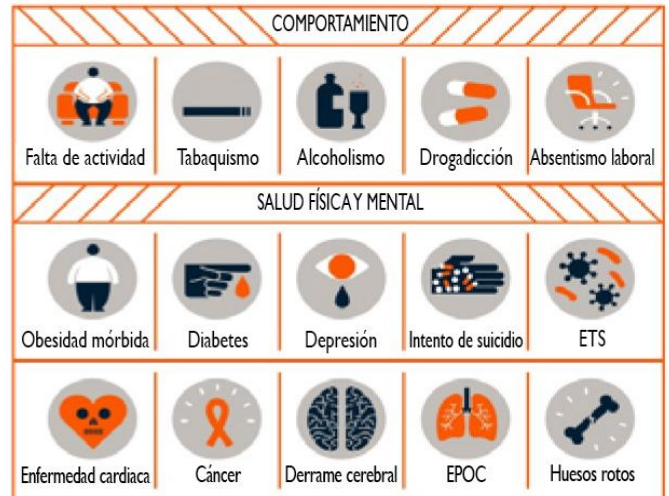 COMPORTAMIENTO
Falta de actividad
Tabaquismo
Alcoholismo
Drogadicción
Absentismo laboral
SALUD FÍSICA Y MENTAL
Obesidad mórbida
Diabetes
Depresión
Intento de suicidio
ETS
Enfermedad cardiaca
Cáncer
Derrame cerebral
EPOC
Huesos rotos